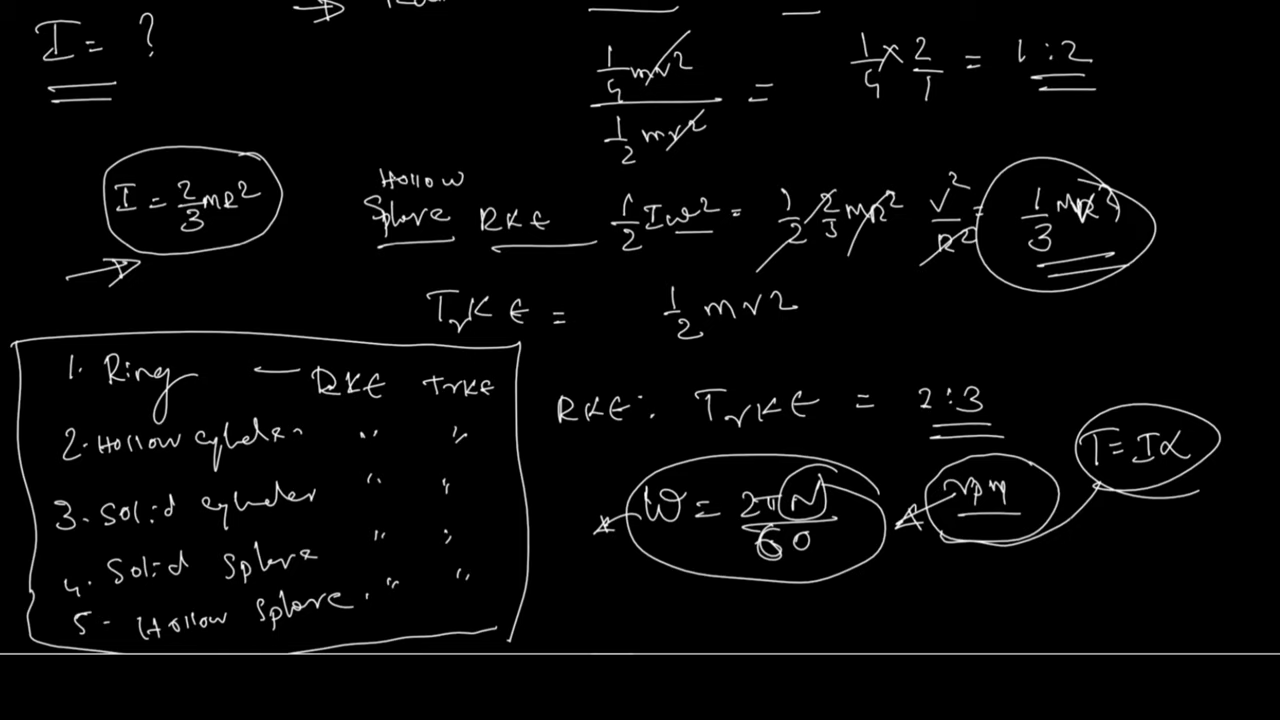 I = ?
1/4 mv² / 1/2 mv² = 1/4 × 2/1 = 1 : 2
I = 2/3 mR²
Hollow
Sphere RKE 1/2 Iω² = 1/2 2/3 mR² v²/R² = 1/3 mv²
TrKE = 1/2 mv2
1. Ring ← RKE TrKE
2. Hollow cylinder " "
3. Solid cylinder " "
4. Solid Sphere " "
5 - Hollow Sphere. " "
RKE : TrKE = 2 : 3
W = 2πN/60
rpm
T = Iα